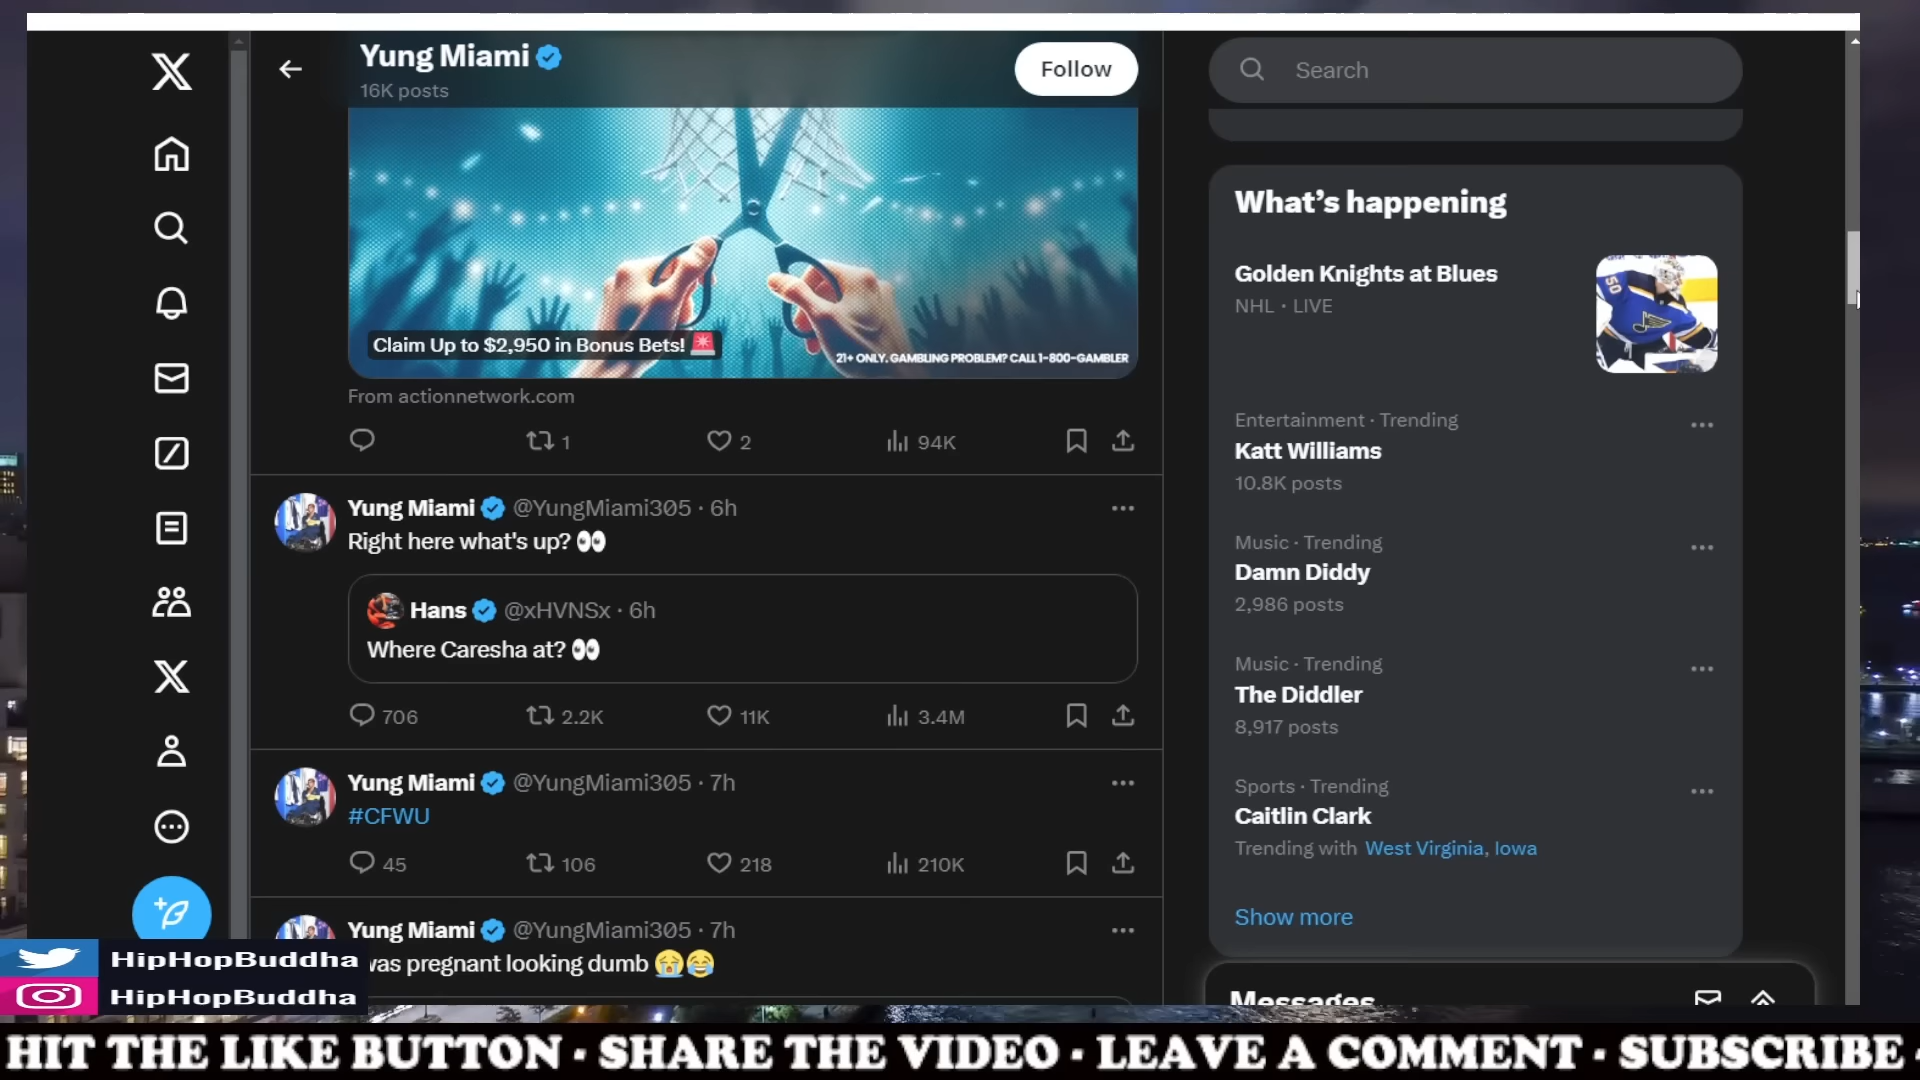 Yung Miami
16K posts
Follow
Search
Claim Up to $2,950 in Bonus Bets! 🚨
21+ ONLY. GAMBLING PROBLEM? CALL 1-800-GAMBLER
From actionnetwork.com
1
2
94K
Yung Miami @YungMiami305 · 6h
Right here what's up? 👀
Hans @xHVNSx · 6h
Where Caresha at? 👀
706
2.2K
11K
3.4M
Yung Miami @YungMiami305 · 7h
#CFWU
45
106
218
210K
Yung Miami @YungMiami305 · 7h
was pregnant looking dumb 😭😂
What's happening
Golden Knights at Blues
NHL · LIVE
50
Entertainment · Trending
Katt Williams
10.8K posts
Music · Trending
Damn Diddy
2,986 posts
Music · Trending
The Diddler
8,917 posts
Sports · Trending
Caitlin Clark
Trending with West Virginia, Iowa
Show more
Messages
HipHopBuddha
HipHopBuddha
HIT THE LIKE BUTTON · SHARE THE VIDEO · LEAVE A COMMENT · SUBSCRIBE ·